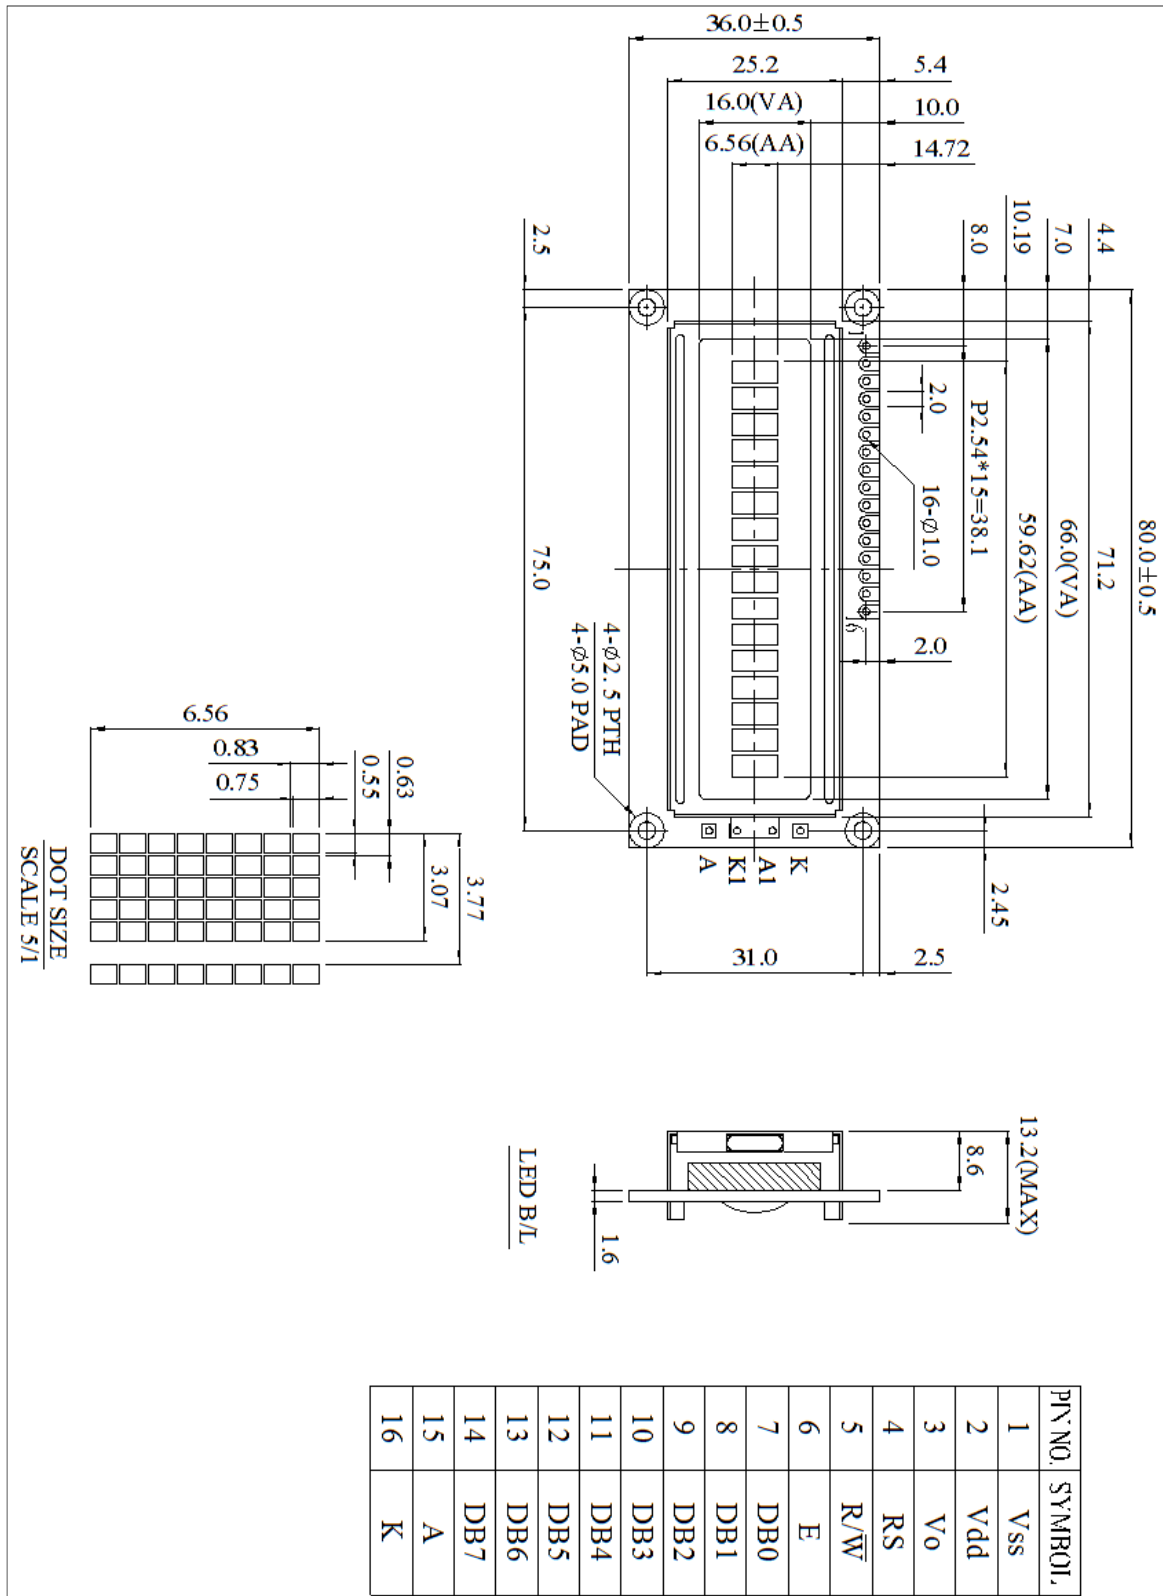 36.0±0.5
25.2
5.4
16.0(VA)
10.0
6.56(AA)
14.72
2.5
8.0
10.19
7.0
4.4
1
2.0
P2.54*15=38.1
16-Ø1.0
59.62(AA)
66.0(VA)
71.2
80.0±0.5
75.0
16
2.0
4-Ø2.5 PTH
4-Ø5.0 PAD
A
K1
A1
K
2.45
31.0
2.5
6.56
0.83
0.75
0.55
0.63
3.07
3.77
DOT SIZE
SCALE 5/1
13.2(MAX)
8.6
1.6
LED B/L
PIN NO. SYMBOL
1 Vss
2 Vdd
3 Vo
4 RS
5 R/W̅
6 E
7 DB0
8 DB1
9 DB2
10 DB3
11 DB4
12 DB5
13 DB6
14 DB7
15 A
16 K